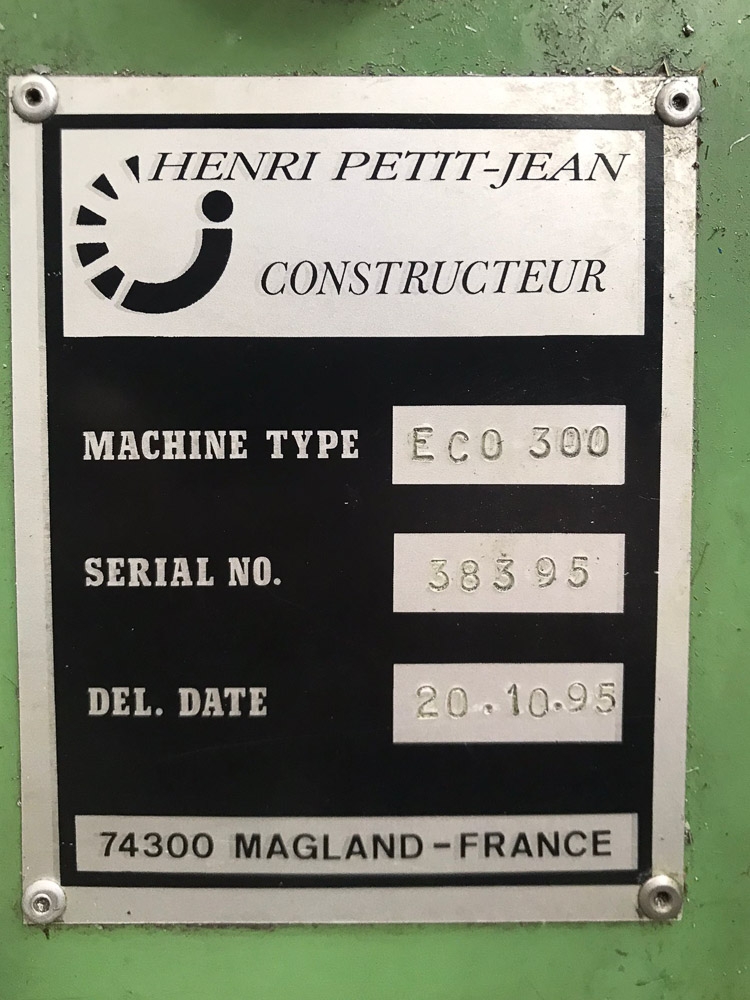 HENRI PETIT-JEAN
CONSTRUCTEUR
MACHINE TYPE ECO 300
SERIAL NO. 38395
DEL. DATE 20.10.95
74300 MAGLAND-FRANCE